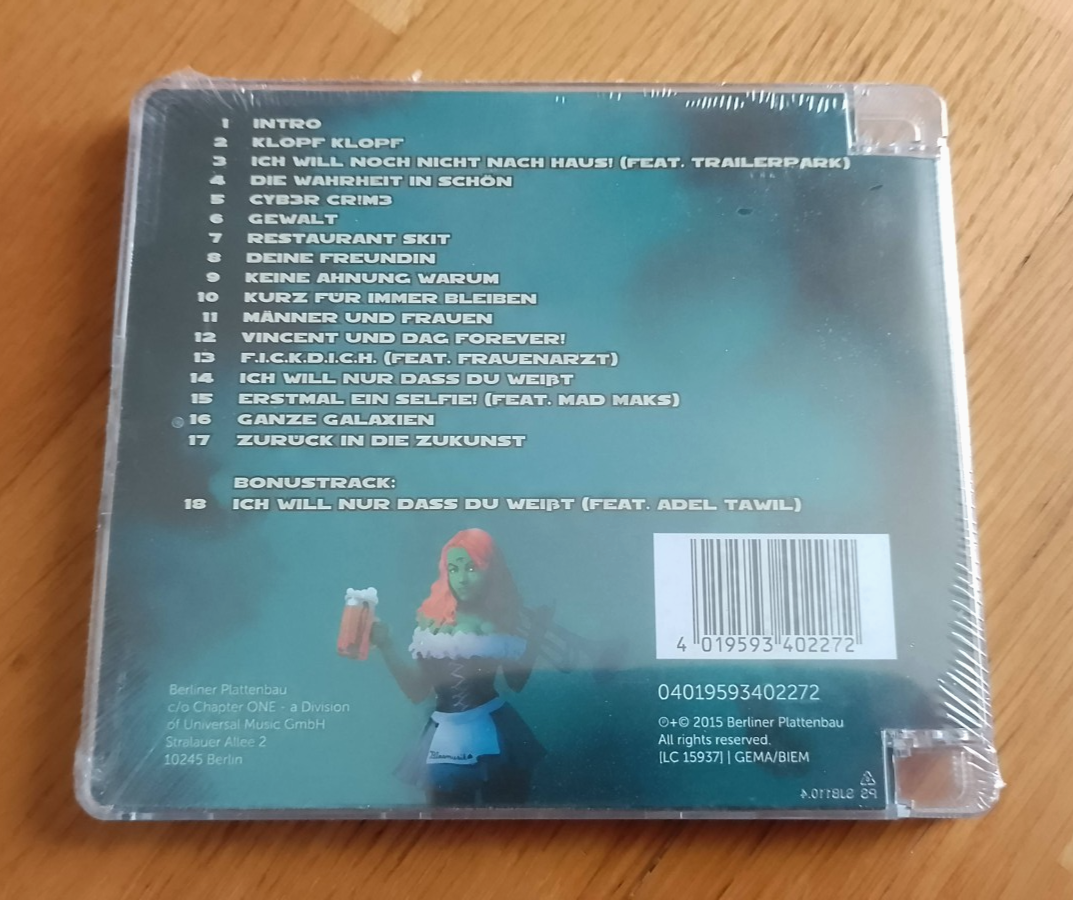 1 INTRO
2 KLOPF KLOPF
3 ICH WILL NOCH NICHT NACH HAUS! (FEAT. TRAILERPARK)
4 DIE WAHRHEIT IN SCHÖN
5 CYB3R CR!M3
6 GEWALT
7 RESTAURANT SKIT
8 DEINE FREUNDIN
9 KEINE AHNUNG WARUM
10 KURZ FÜR IMMER BLEIBEN
11 MÄNNER UND FRAUEN
12 VINCENT UND DAG FOREVER!
13 F.I.C.K.D.I.C.H. (FEAT. FRAUENARZT)
14 ICH WILL NUR DASS DU WEIßT
15 ERSTMAL EIN SELFIE! (FEAT. MAD MAKS)
16 GANZE GALAXIEN
17 ZURÜCK IN DIE ZUKUNST
BONUSTRACK:
18 ICH WILL NUR DASS DU WEIßT (FEAT. ADEL TAWIL)
4 019593 402272
Berliner Plattenbau
c/o Chapter ONE - a Division
of Universal Music GmbH
Stralauer Allee 2
10245 Berlin
04019593402272
℗+© 2015 Berliner Plattenbau
All rights reserved.
[LC 15937] | GEMA/BIEM